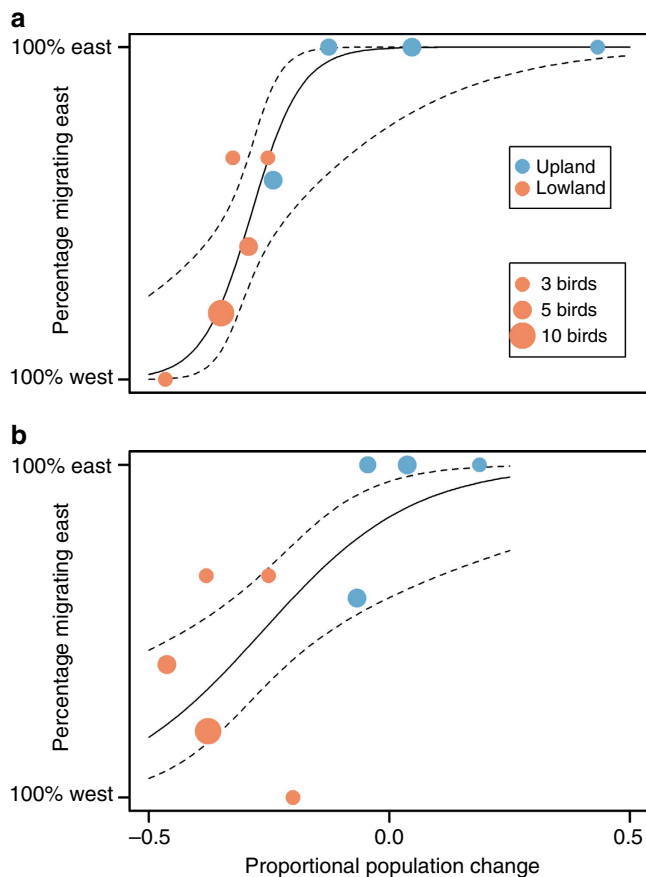 a
100% east
Percentage migrating east
100% west
Upland
Lowland
3 birds
5 birds
10 birds
b
100% east
Percentage migrating east
100% west
−0.5
0.0
0.5
Proportional population change